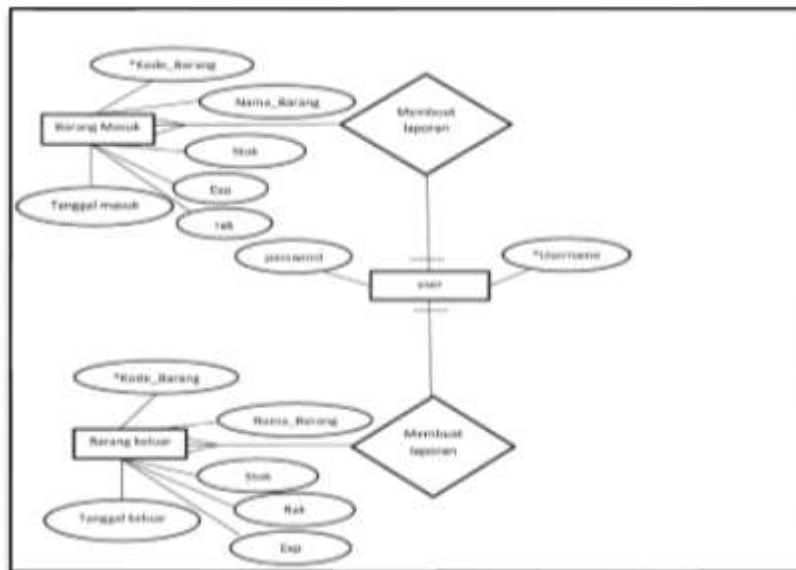 *Kode_Barang
Nama_Barang
Membuat
laporan
Barang Masuk
Stok
Exp
Tanggal masuk
rak
password
*Username
user
*Kode_Barang
Nama_Barang
Membuat
laporan
Barang keluar
Stok
Rak
Tanggal keluar
Exp